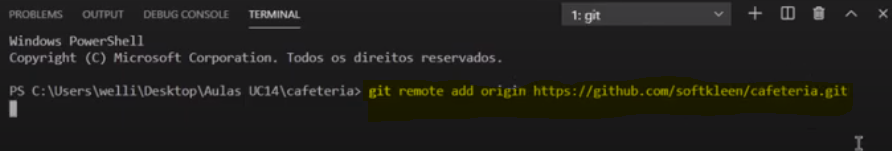 PROBLEMS OUTPUT DEBUG CONSOLE TERMINAL 1: git
Windows PowerShell
Copyright (C) Microsoft Corporation. Todos os direitos reservados.
PS C:\Users\welli\Desktop\Aulas UC14\cafeteria> git remote add origin https://github.com/softkleen/cafeteria.git